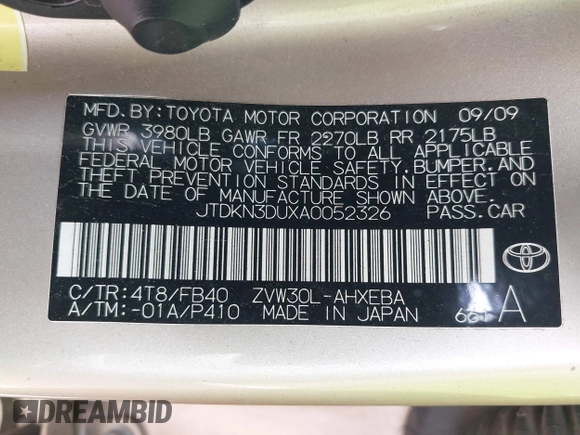 MFD. BY: TOYOTA MOTOR CORPORATION 09/09
GVWR 3980LB GAWR FR 2270LB RR 2175LB
THIS VEHICLE CONFORMS TO ALL APPLICABLE
FEDERAL MOTOR VEHICLE SAFETY, BUMPER, AND
THEFT PREVENTION STANDARDS IN EFFECT ON
THE DATE OF MANUFACTURE SHOWN ABOVE.
JTDKN3DUXA0052326 PASS. CAR
C/TR: 4T8/FB40 ZVW30L-AHXEBA
A/TM: -01A/P410 MADE IN JAPAN A
DREAMBID